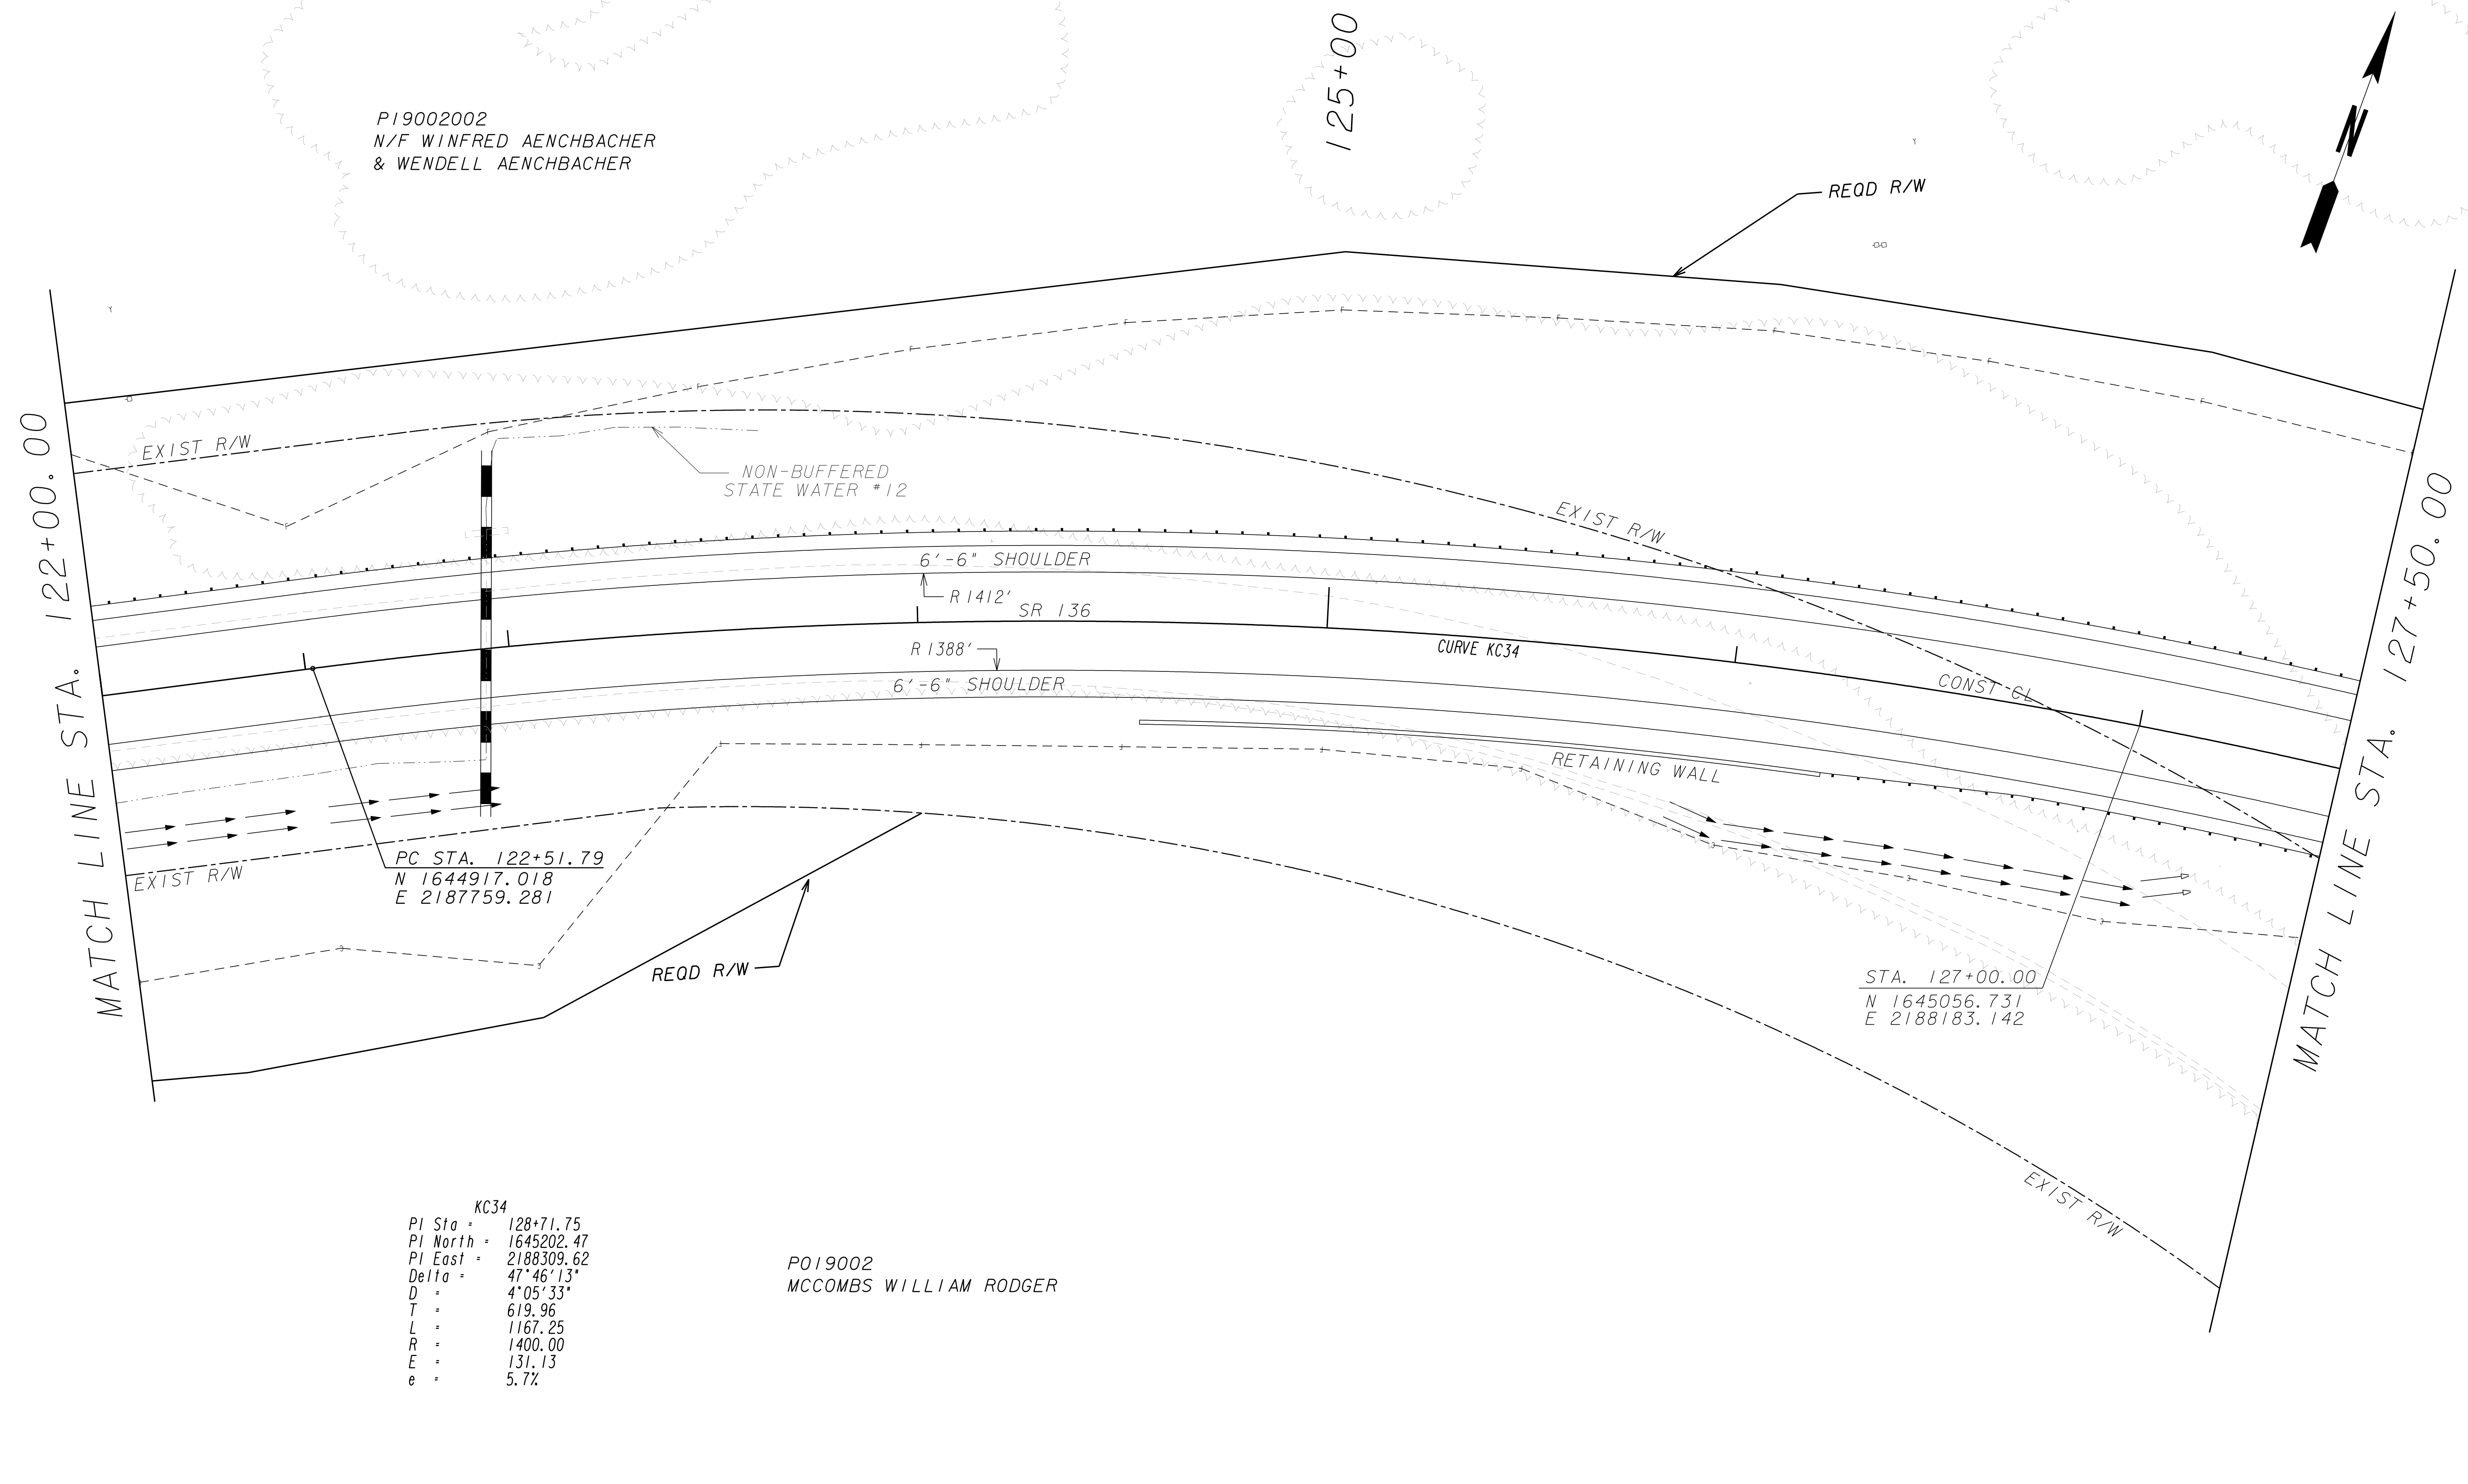 125+00
N
P19002002
N/F WINFRED AENCHBACHER
& WENDELL AENCHBACHER
REQD R/W
MATCH LINE STA. 122+00.00
EXIST R/W
NON-BUFFERED
STATE WATER #12
EXIST R/W
6'-6" SHOULDER
R1412'
SR 136
R1388'
CURVE KC34
6'-6" SHOULDER
CONST CL
RETAINING WALL
MATCH LINE STA. 127+50.00
PC STA. 122+51.79
N 1644917.018
E 2187759.281
EXIST R/W
REQD R/W
STA. 127+00.00
N 1645056.731
E 2188183.142
EXIST R/W
KC34
PI Sta = 128+71.75
PI North = 1645202.47
PI East = 2188309.62
Delta = 47°46'13"
D = 4°05'33"
T = 619.96
L = 1167.25
R = 1400.00
E = 131.13
e = 5.7%
P019002
MCCOMBS WILLIAM RODGER